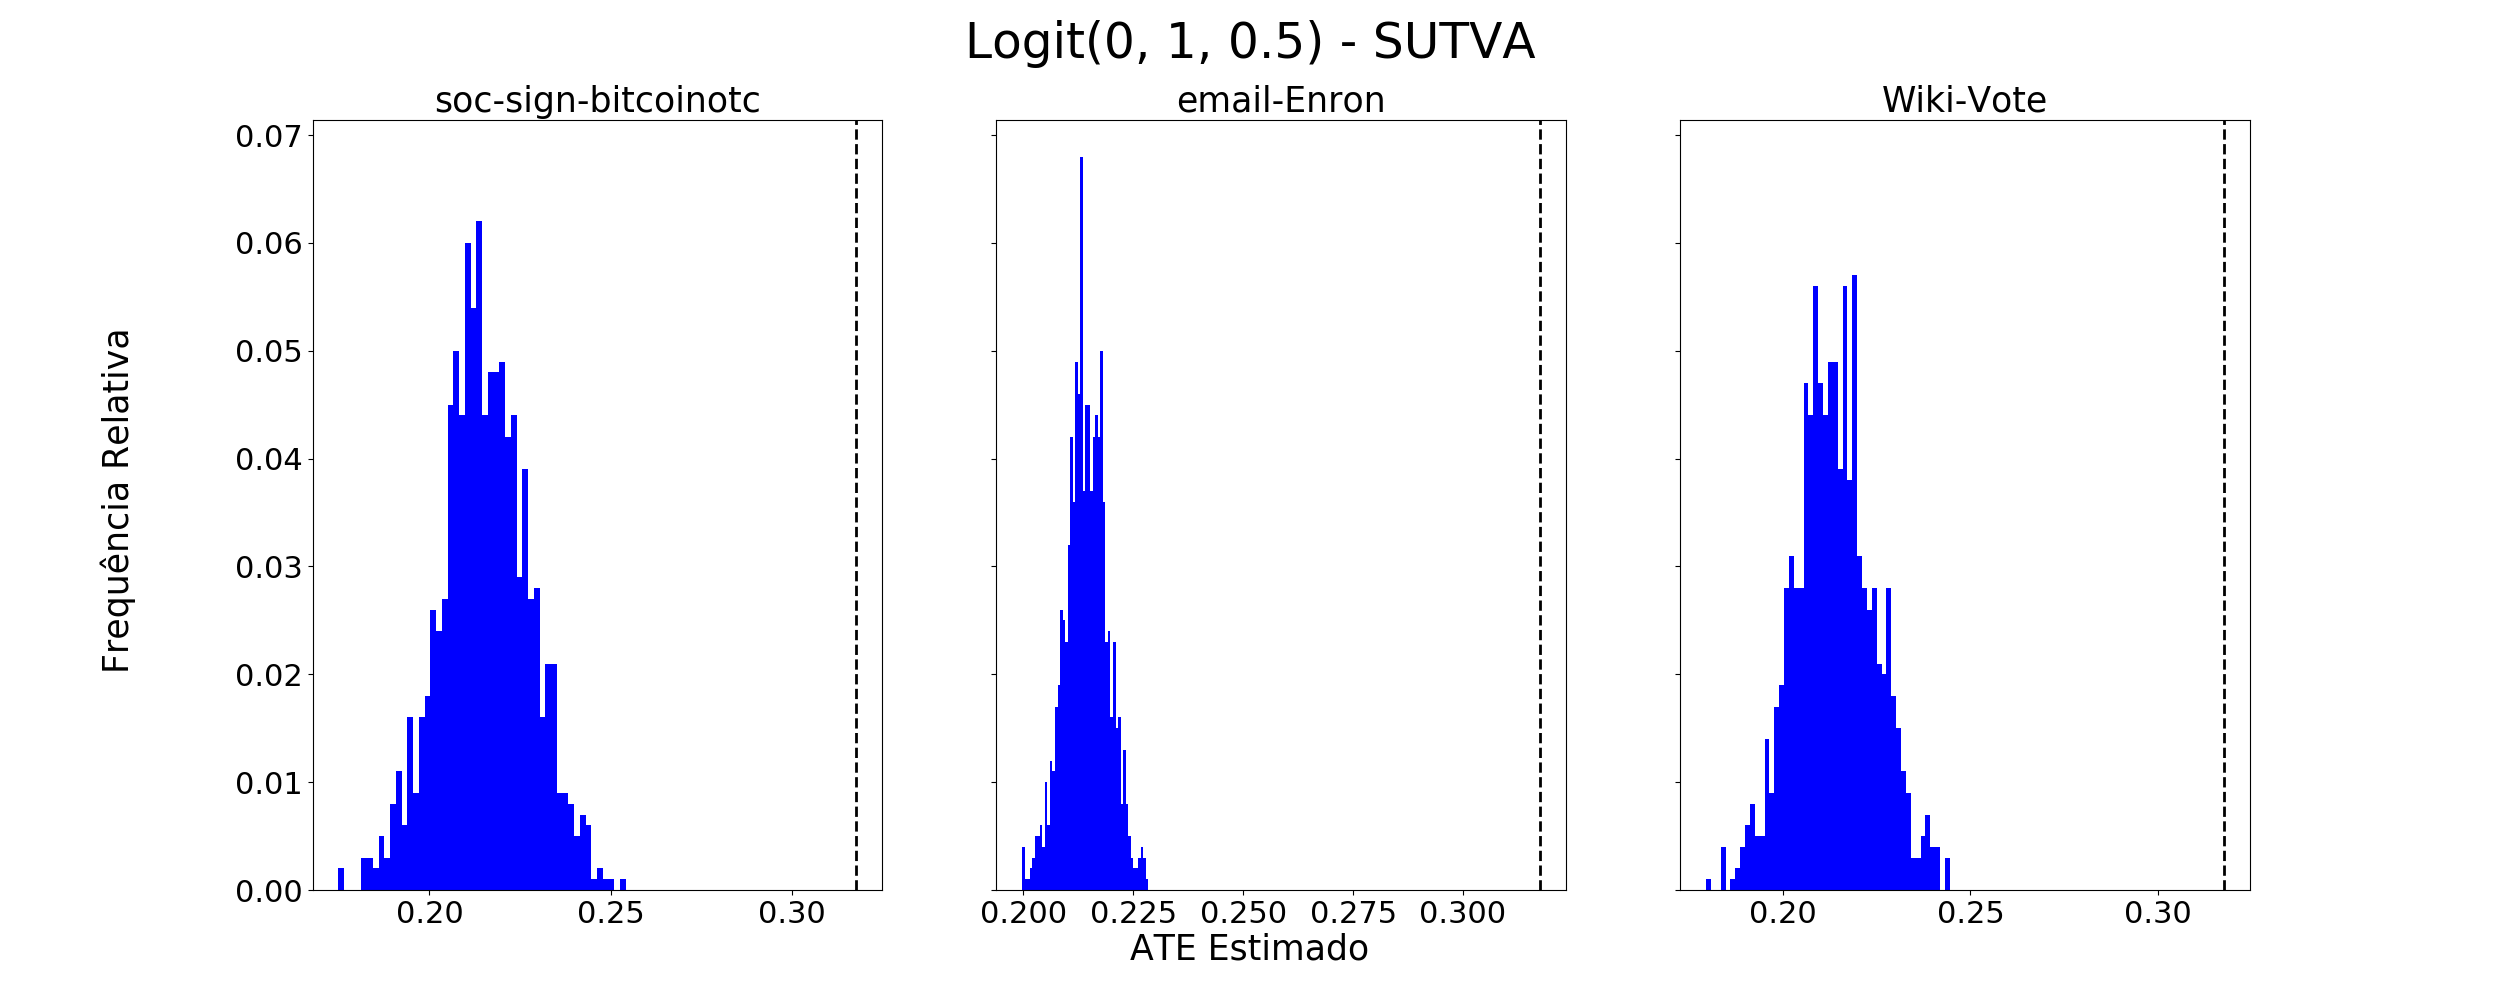 Logit(0, 1, 0.5) - SUTVA
soc-sign-bitcoinotc
email-Enron
Wiki-Vote
Frequência Relativa
0.07
0.06
0.05
0.04
0.03
0.02
0.01
0.00
0.20 0.25 0.30
0.200 0.225 0.250 0.275 0.300
0.20 0.25 0.30
ATE Estimado